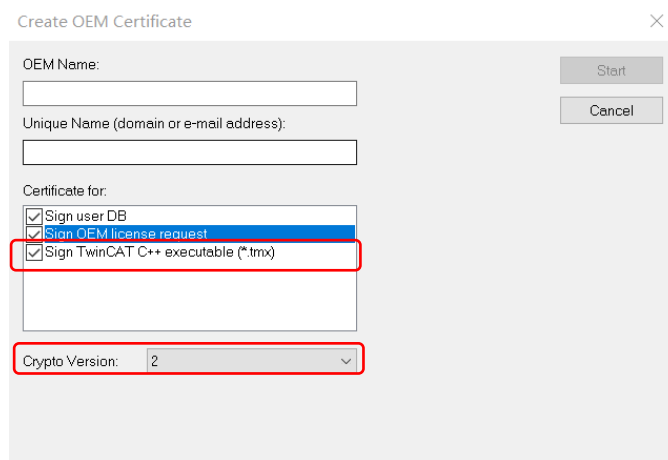 Create OEM Certificate
OEM Name:
Start
Cancel
Unique Name (domain or e-mail address):
Certificate for:
Sign user DB
Sign OEM license request
Sign TwinCAT C++ executable (*.tmx)
Crypto Version: 2